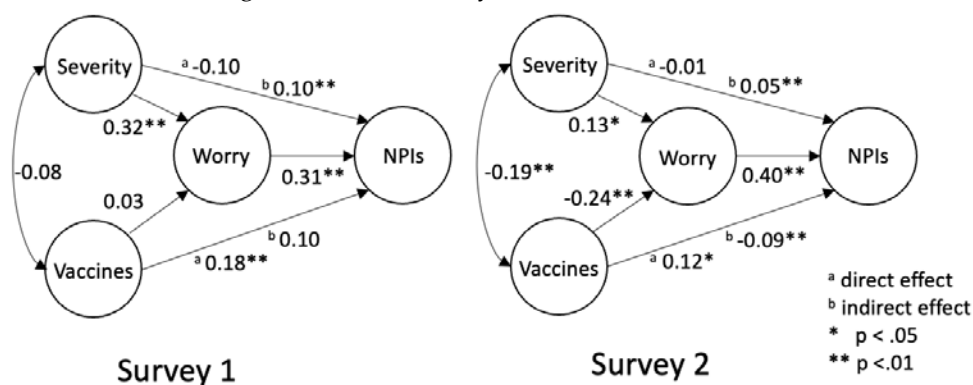 Severity
ᵃ -0.10
ᵇ 0.10**
0.32**
Worry
NPIs
-0.08
0.31**
0.03
ᵇ 0.10
Vaccines
ᵃ 0.18**
Survey 1
Severity
ᵃ -0.01
ᵇ 0.05**
0.13*
Worry
NPIs
-0.19**
0.40**
-0.24**
ᵇ -0.09**
Vaccines
ᵃ 0.12*
Survey 2
ᵃ direct effect
ᵇ indirect effect
* p < .05
** p <.01